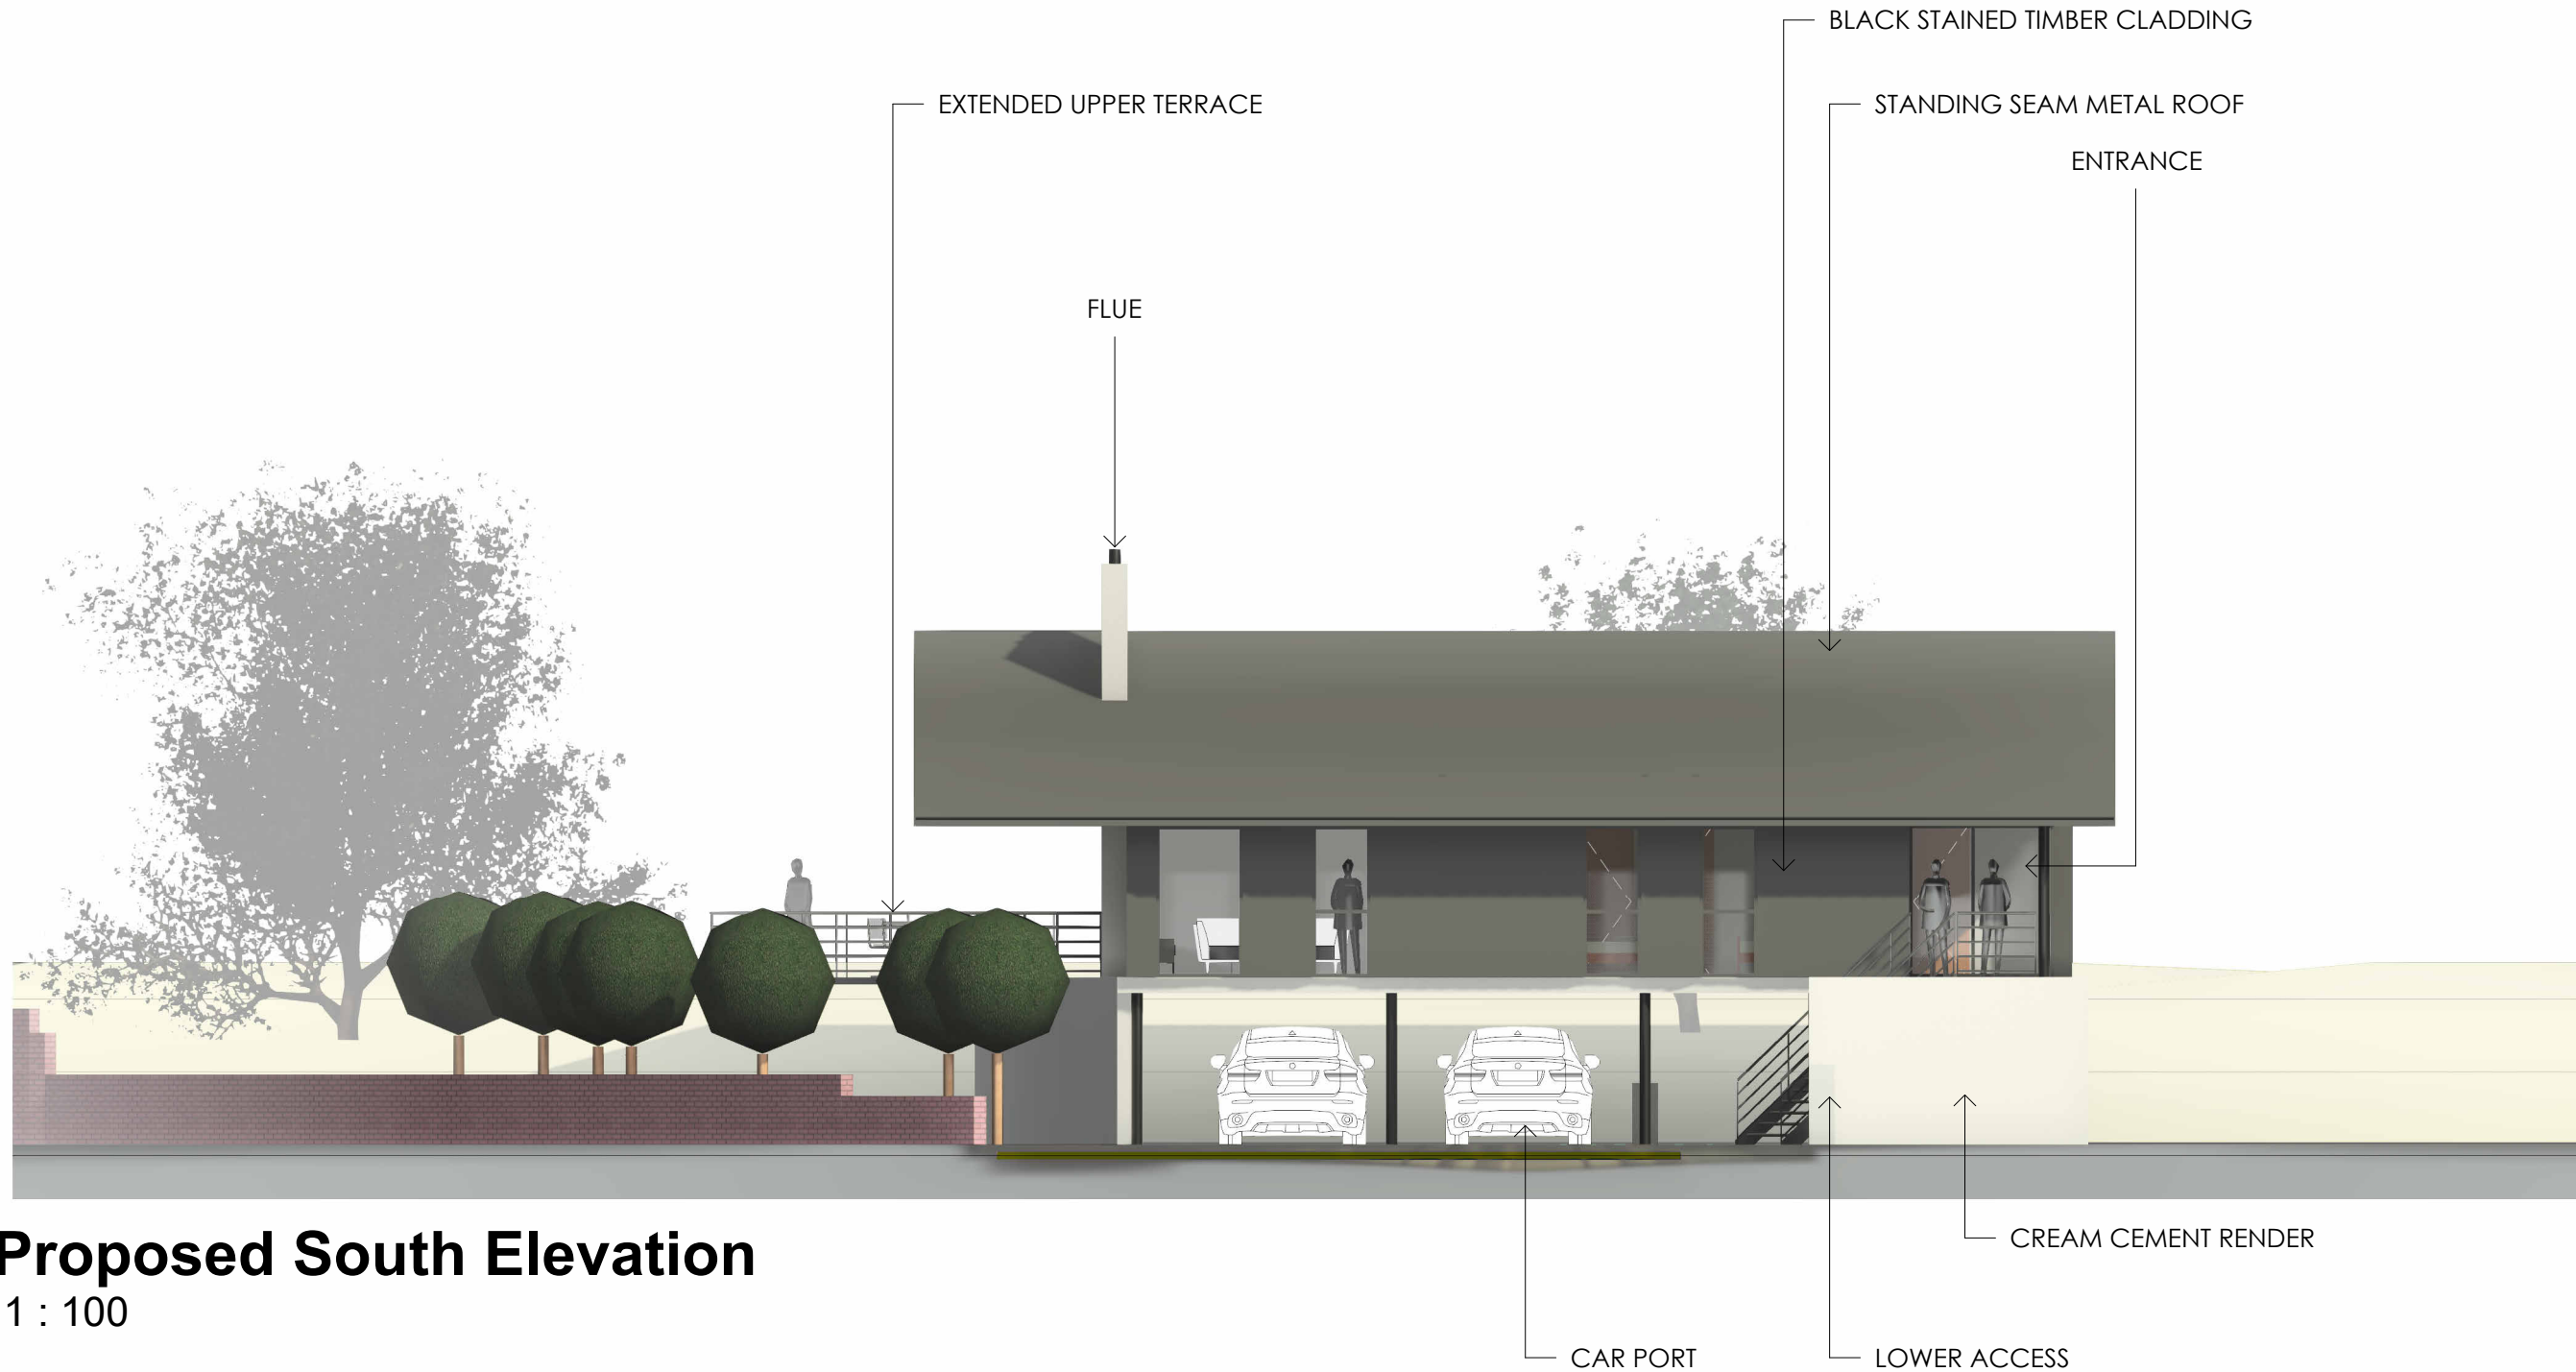 BLACK STAINED TIMBER CLADDING
EXTENDED UPPER TERRACE
STANDING SEAM METAL ROOF
ENTRANCE
FLUE
Proposed South Elevation
1 : 100
CREAM CEMENT RENDER
CAR PORT
LOWER ACCESS